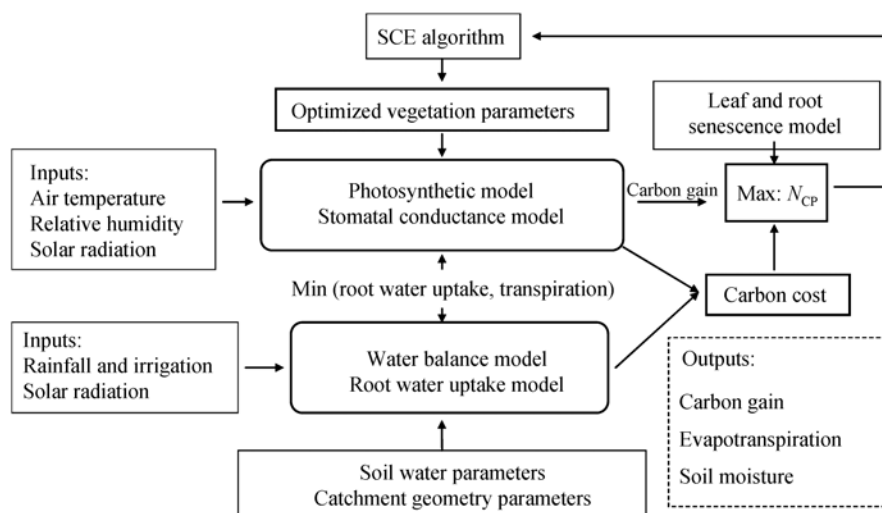 SCE algorithm
Optimized vegetation parameters
Leaf and root
senescence model
Inputs:
Air temperature
Relative humidity
Solar radiation
Photosynthetic model
Stomatal conductance model
Carbon gain
Max: N_CP
Min (root water uptake, transpiration)
Carbon cost
Inputs:
Rainfall and irrigation
Solar radiation
Water balance model
Root water uptake model
Outputs:
Carbon gain
Evapotranspiration
Soil moisture
Soil water parameters
Catchment geometry parameters